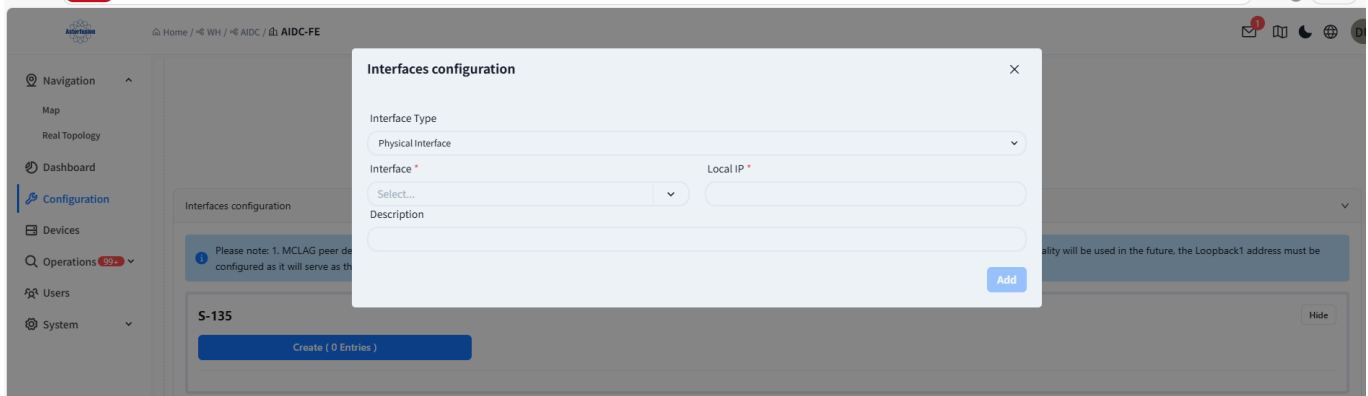 Asterfusion
Home / WH / AIDC / AIDC-FE
1
Interfaces configuration
Navigation
Map
Interface Type
Real Topology
Physical Interface
Dashboard
Interface *
Local IP *
Select...
Configuration
Interfaces configuration
Description
Devices
Please note: 1. MCLAG peer de
ality will be used in the future, the Loopback1 address must be
configured as it will serve as th
Operations 99+
Add
Users
S-135
Hide
System
Create ( 0 Entries )